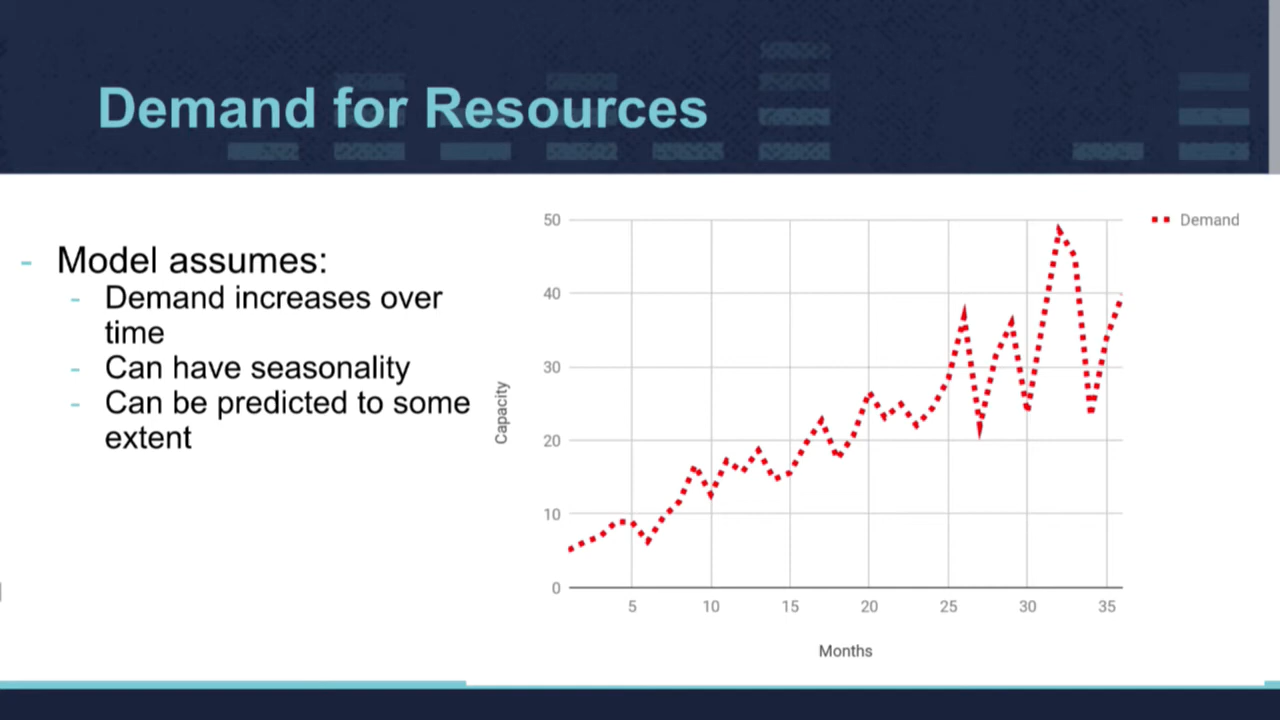 Demand for Resources
- Model assumes:
- Demand increases over
time
- Can have seasonality
- Can be predicted to some
extent
50
40
30
20
10
0
Capacity
5 10 15 20 25 30 35
Months
Demand